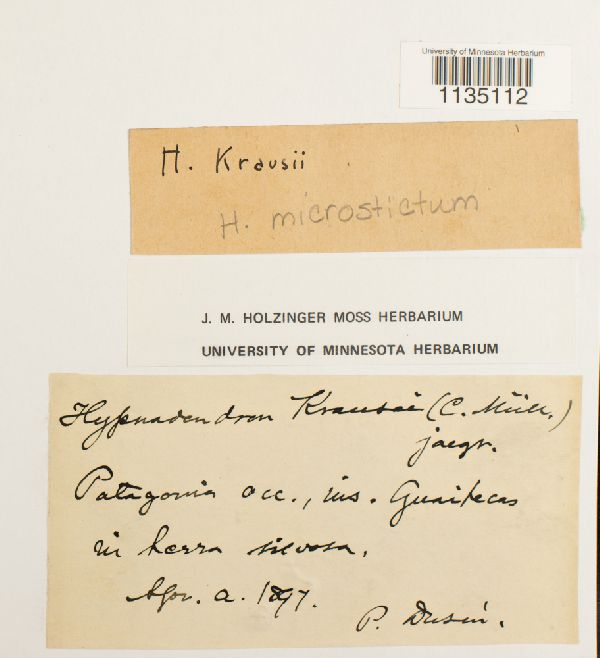 University of Minnesota Herbarium
1135112
H. Krausii
H. microstictum
J. M. HOLZINGER MOSS HERBARIUM
UNIVERSITY OF MINNESOTA HERBARIUM
Hypnodendron Krausei (C. Müll.)
jaegr.
Patagonia occ., ins. Guaitecas
in terra silvosa.
Apr. a. 1897.
P. Dusén.